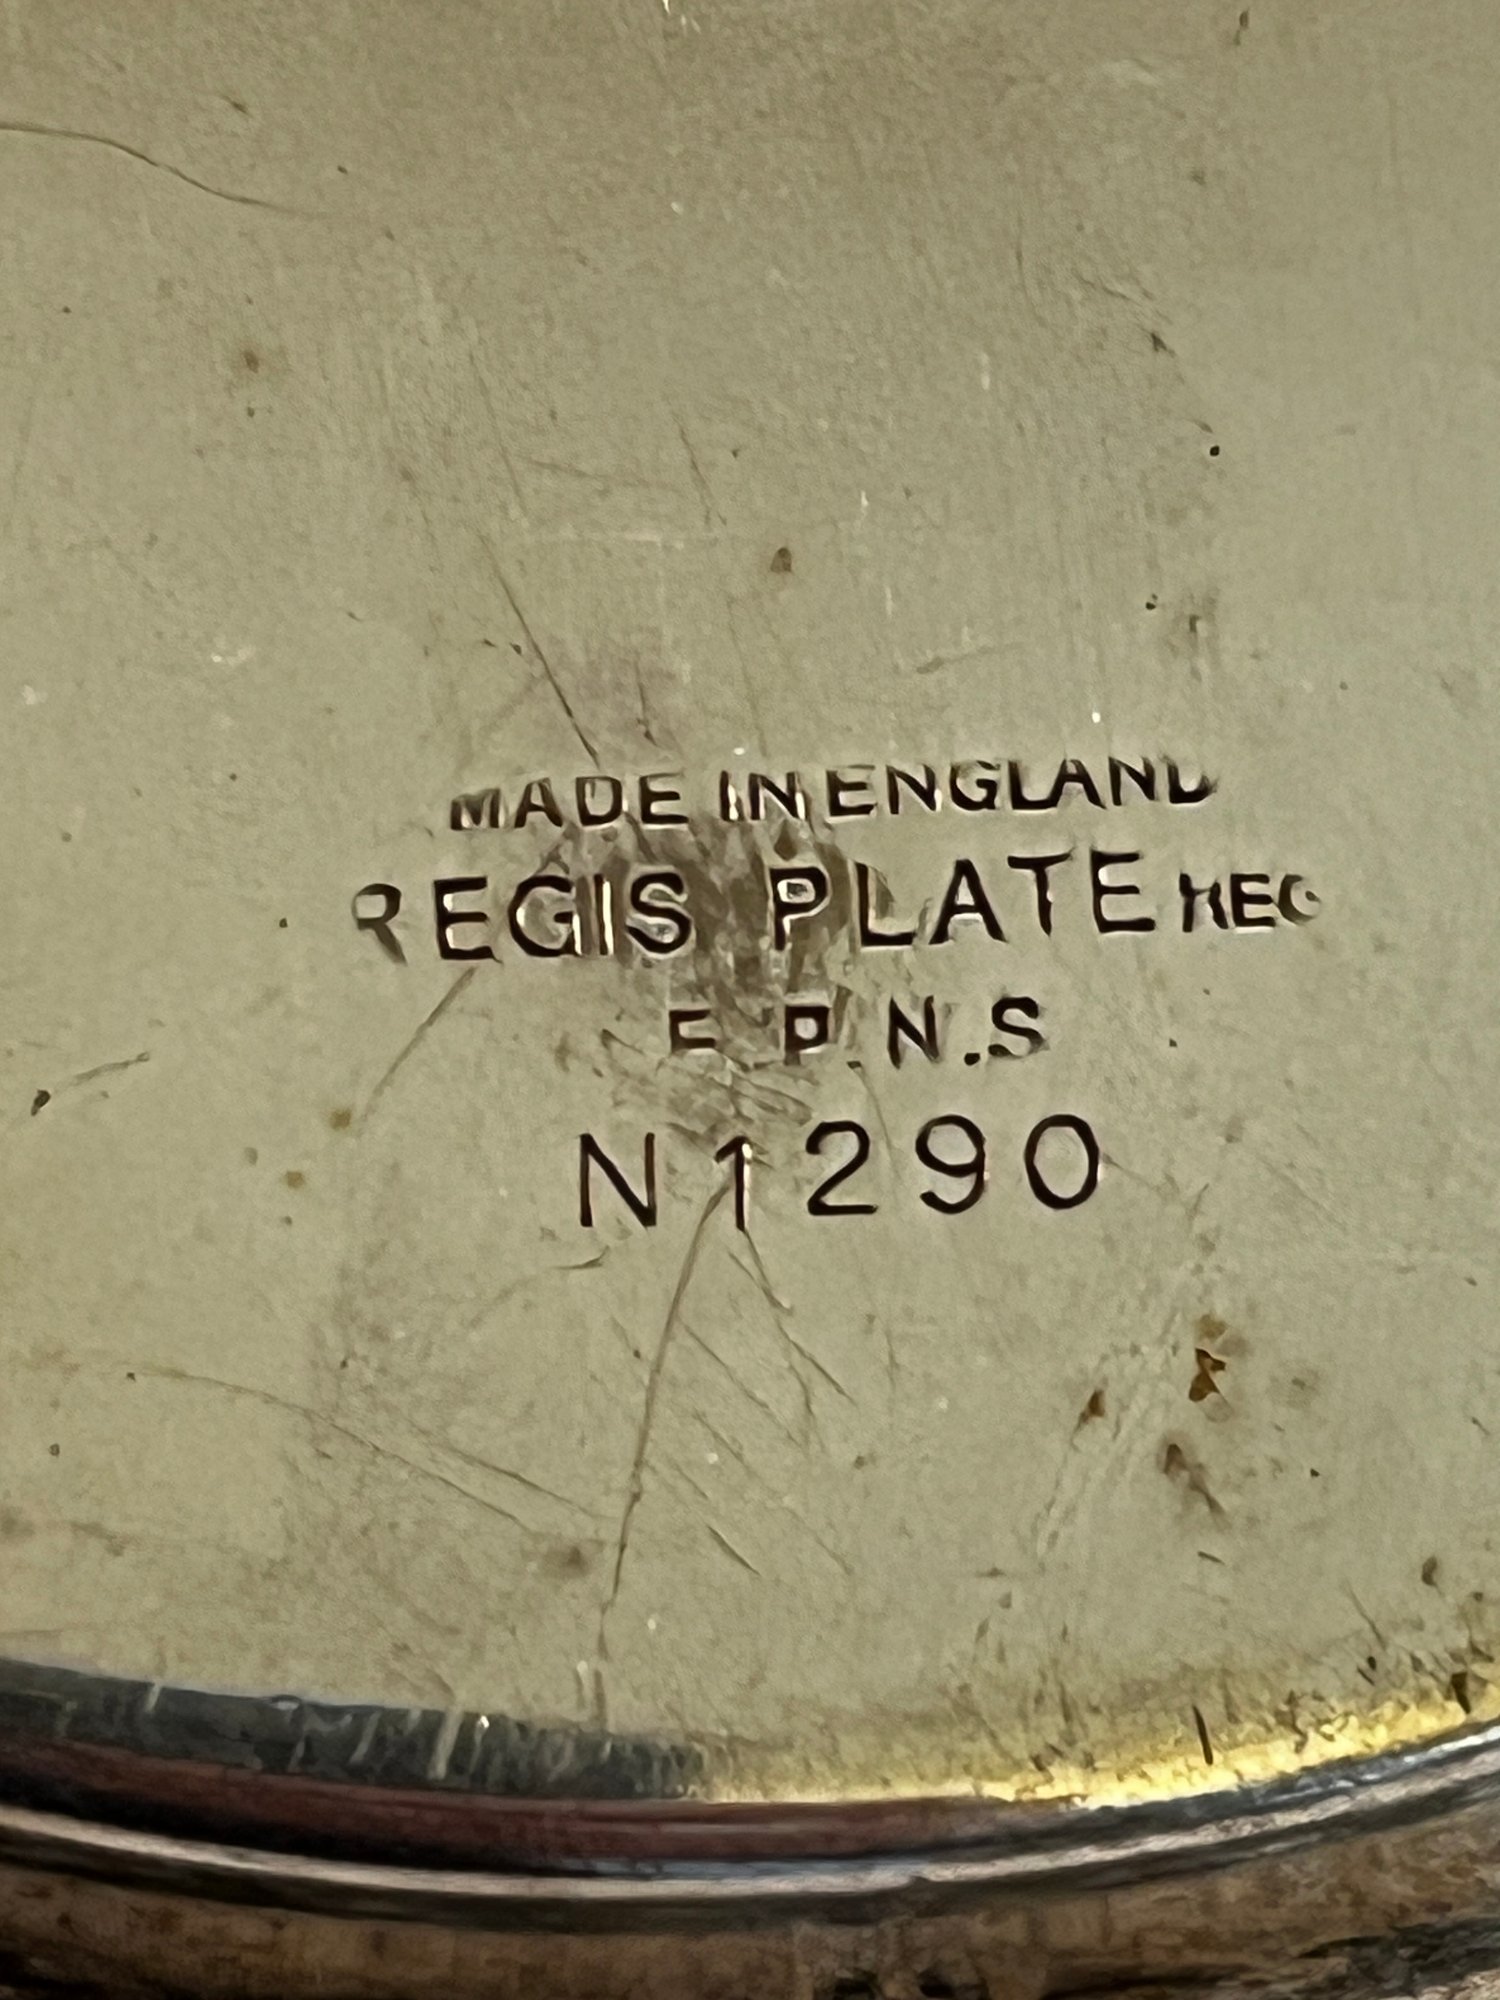 MADE IN ENGLAND
REGIS PLATE REG
E.P.N.S
N1290